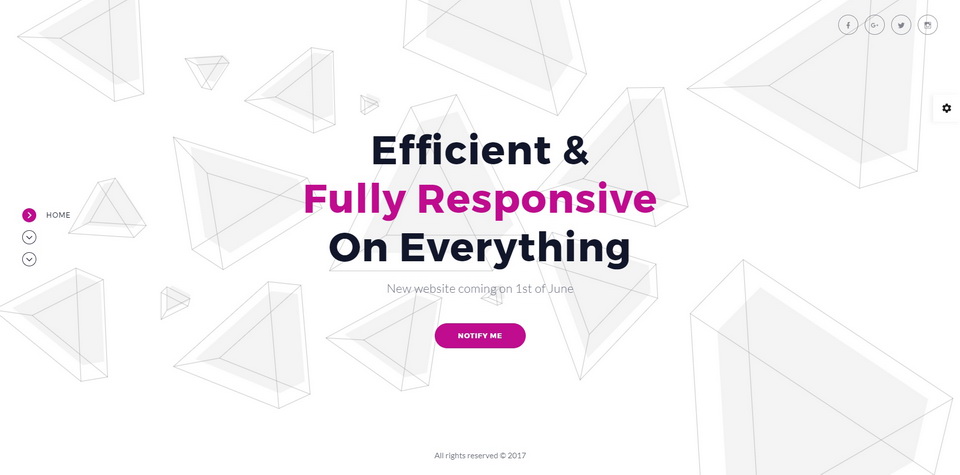 HOME
Efficient &
Fully Responsive
On Everything
New website coming on 1st of June
NOTIFY ME
All rights reserved © 2017